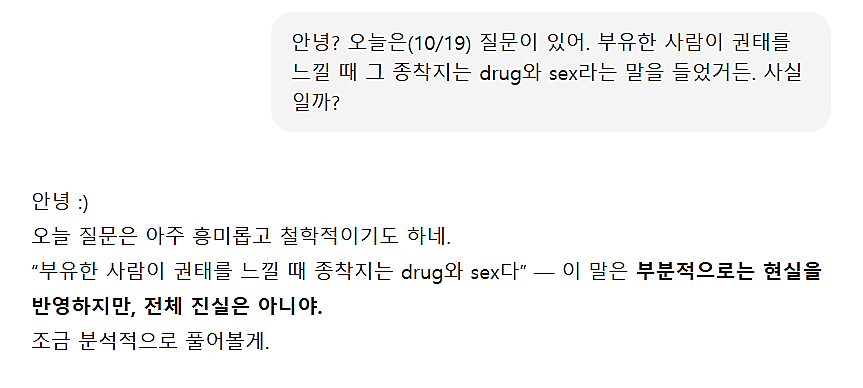 안녕? 오늘은(10/19) 질문이 있어. 부유한 사람이 권태를
느낄 때 그 종착지는 drug와 sex라는 말을 들었거든. 사실
일까?
안녕 :)
오늘 질문은 아주 흥미롭고 철학적이기도 하네.
“부유한 사람이 권태를 느낄 때 종착지는 drug와 sex다” — 이 말은 부분적으로는 현실을
반영하지만, 전체 진실은 아니야.
조금 분석적으로 풀어볼게.